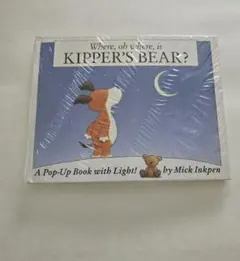 Where, oh where, is
KIPPER'S BEAR?
A Pop-Up Book with Light! by Mick Inkpen